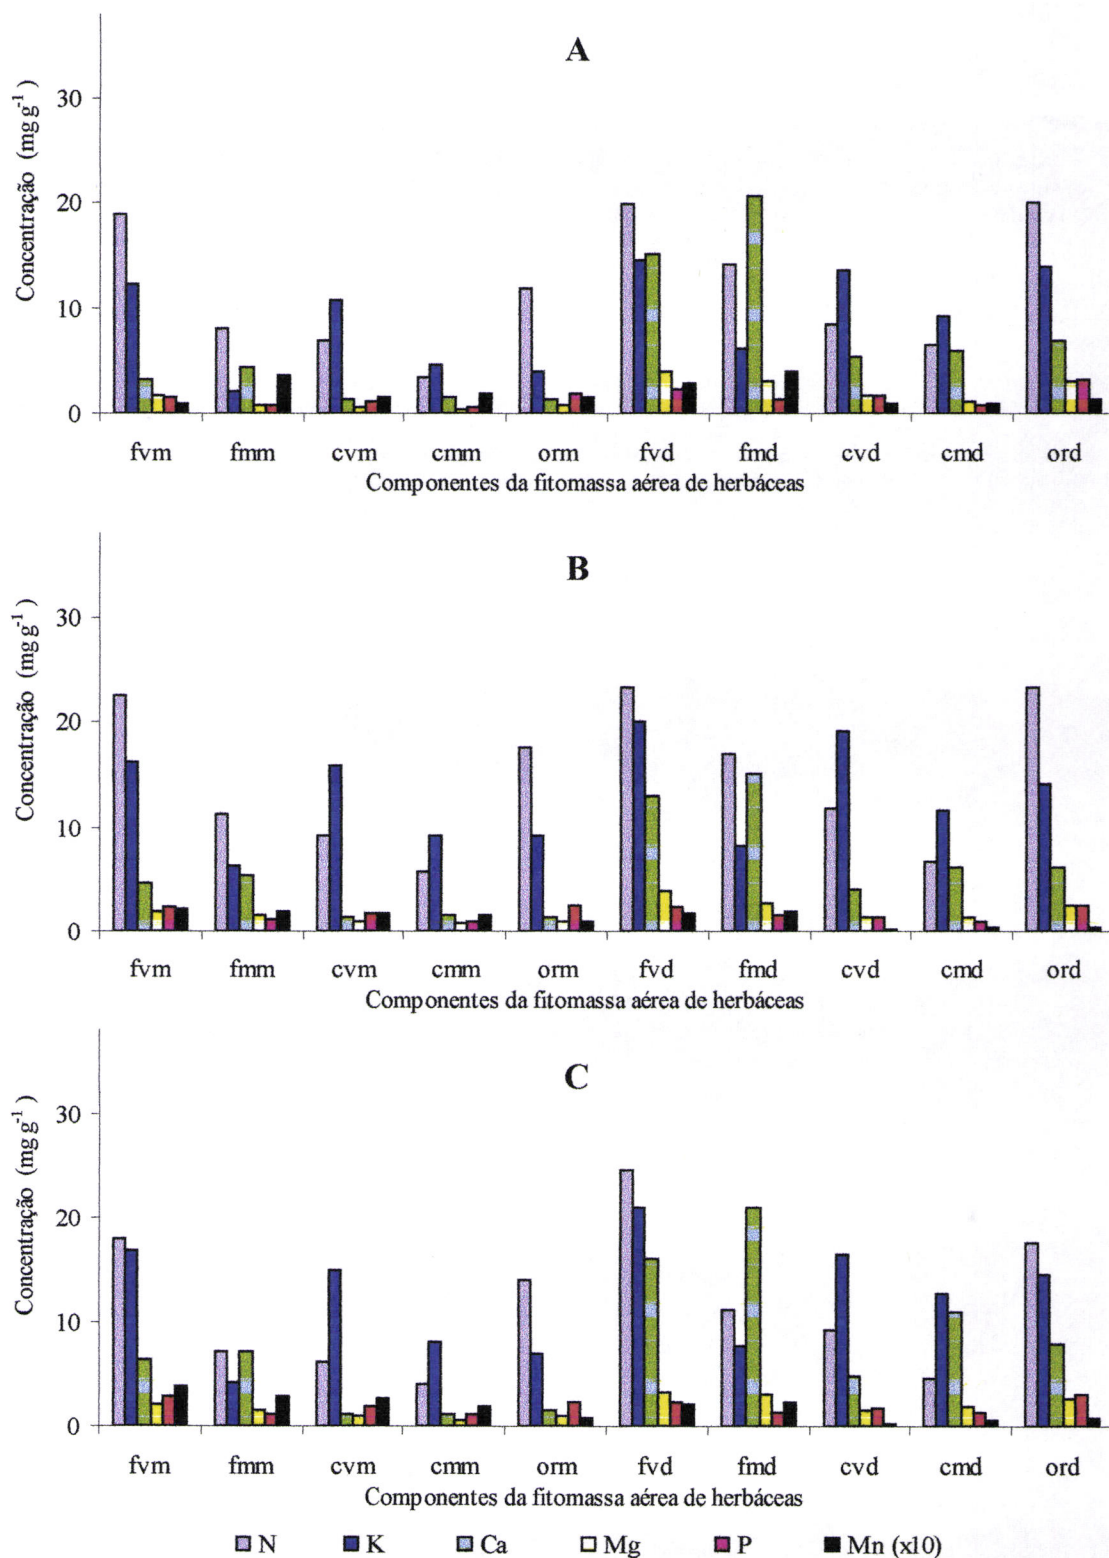 A
Concentração (mg g⁻¹)
30
20
10
0
fvm fmm cvm cmm orm fvd fmd cvd cmd ord
Componentes da fitomassa aérea de herbáceas
B
Concentração (mg g⁻¹)
30
20
10
0
fvm fmm cvm cmm orm fvd fmd cvd cmd ord
Componentes da fitomassa aérea de herbáceas
C
Concentração (mg g⁻¹)
30
20
10
0
fvm fmm cvm cmm orm fvd fmd cvd cmd ord
Componentes da fitomassa aérea de herbáceas
N K Ca Mg P Mn (x10)